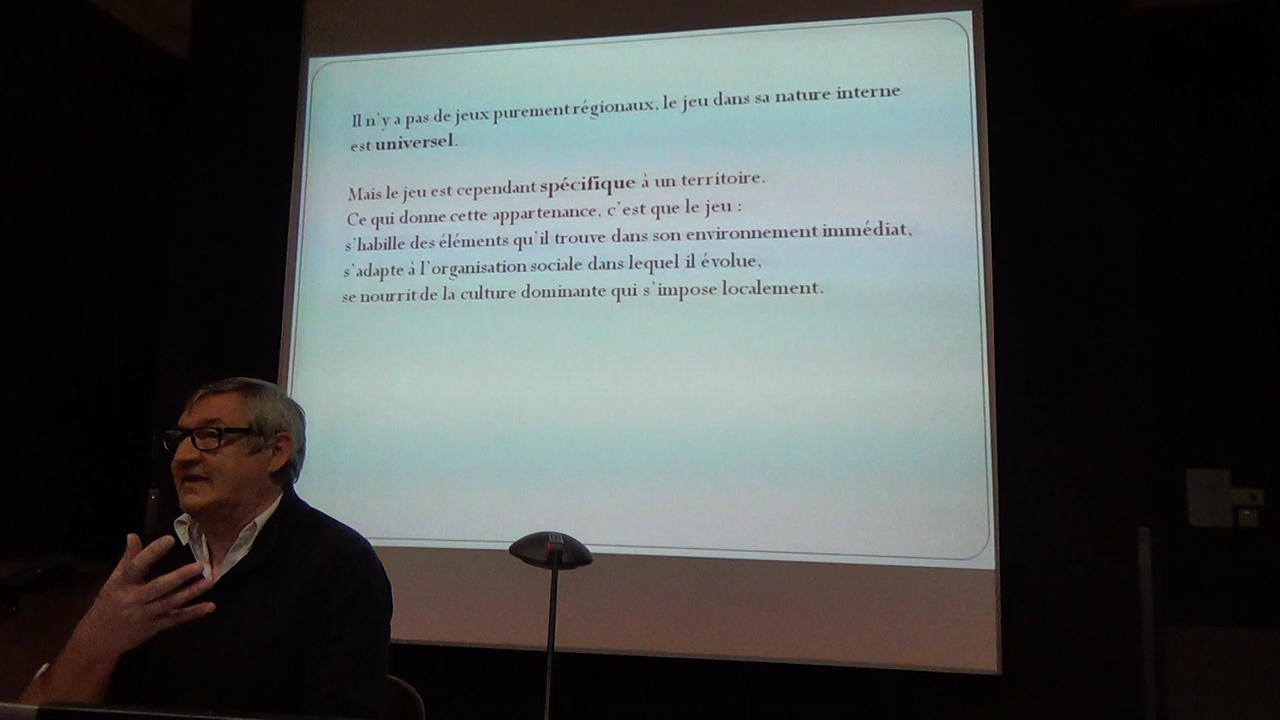 Il n'y a pas de jeux purement régionaux, le jeu dans sa nature interne
est universel.
Mais le jeu est cependant spécifique à un territoire.
Ce qui donne cette appartenance, c'est que le jeu :
s'habille des éléments qu'il trouve dans son environnement immédiat,
s'adapte à l'organisation sociale dans lequel il évolue,
se nourrit de la culture dominante qui s'impose localement.